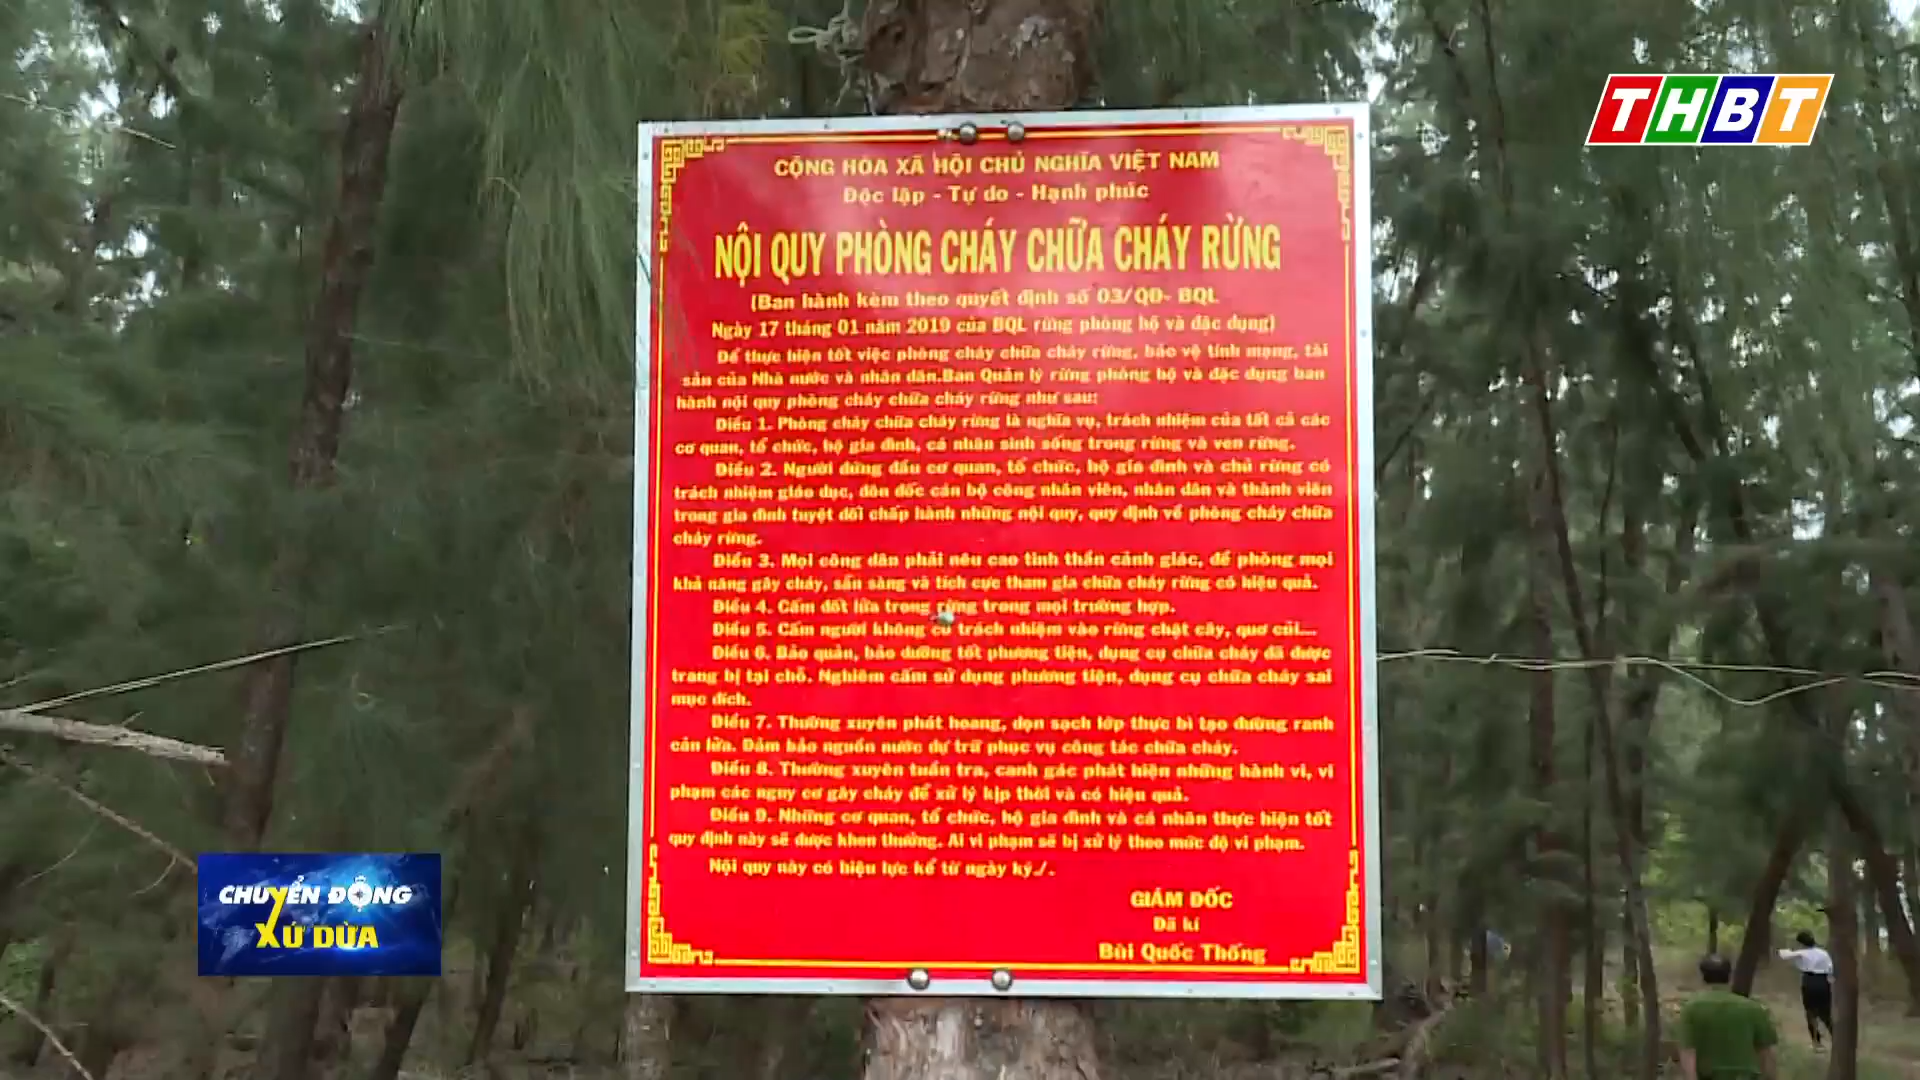 THBT
CỘNG HÒA XÃ HỘI CHỦ NGHĨA VIỆT NAM
Độc lập - Tự do - Hạnh phúc
NỘI QUY PHÒNG CHÁY CHỮA CHÁY RỪNG
(Ban hành kèm theo quyết định số 03/QĐ- BQL
Ngày 17 tháng 01 năm 2019 của BQL rừng phòng hộ và đặc dụng)
Để thực hiện tốt việc phòng cháy chữa cháy rừng, bảo vệ tính mạng, tài
sản của Nhà nước và nhân dân.Ban Quản lý rừng phòng hộ và đặc dụng ban
hành nội quy phòng cháy chữa cháy rừng như sau:
Điều 1. Phòng cháy chữa cháy rừng là nghĩa vụ, trách nhiệm của tất cả các
cơ quan, tổ chức, hộ gia đình, cá nhân sinh sống trong rừng và ven rừng.
Điều 2. Người đứng đầu cơ quan, tổ chức, hộ gia đình và chủ rừng có
trách nhiệm giáo dục, đôn đốc cán bộ công nhân viên, nhân dân và thành viên
trong gia đình tuyệt đối chấp hành những nội quy, quy định về phòng cháy chữa
cháy rừng.
Điều 3. Mọi công dân phải nêu cao tinh thần cảnh giác, đề phòng mọi
khả năng gây cháy, sẵn sàng và tích cực tham gia chữa cháy rừng có hiệu quả.
Điều 4. Cấm đốt lửa trong rừng trong mọi trường hợp.
Điều 5. Cấm người không có trách nhiệm vào rừng chặt cây, quơ củi...
Điều 6. Bảo quản, bảo dưỡng tốt phương tiện, dụng cụ chữa cháy đã được
trang bị tại chỗ. Nghiêm cấm sử dụng phương tiện, dụng cụ chữa cháy sai
mục đích.
Điều 7. Thường xuyên phát hoang, dọn sạch lớp thực bì tạo đường ranh
cản lửa. Đảm bảo nguồn nước dự trữ phục vụ công tác chữa cháy.
Điều 8. Thường xuyên tuần tra, canh gác phát hiện những hành vi, vi
phạm các nguy cơ gây cháy để xử lý kịp thời và có hiệu quả.
Điều 9. Những cơ quan, tổ chức, hộ gia đình và cá nhân thực hiện tốt
quy định này sẽ được khen thưởng. Ai vi phạm sẽ bị xử lý theo mức độ vi phạm.
Nội quy này có hiệu lực kể từ ngày ký./.
GIÁM ĐỐC
Đã kí
Bùi Quốc Thống
CHUYỂN ĐỘNG
XỨ DỪA